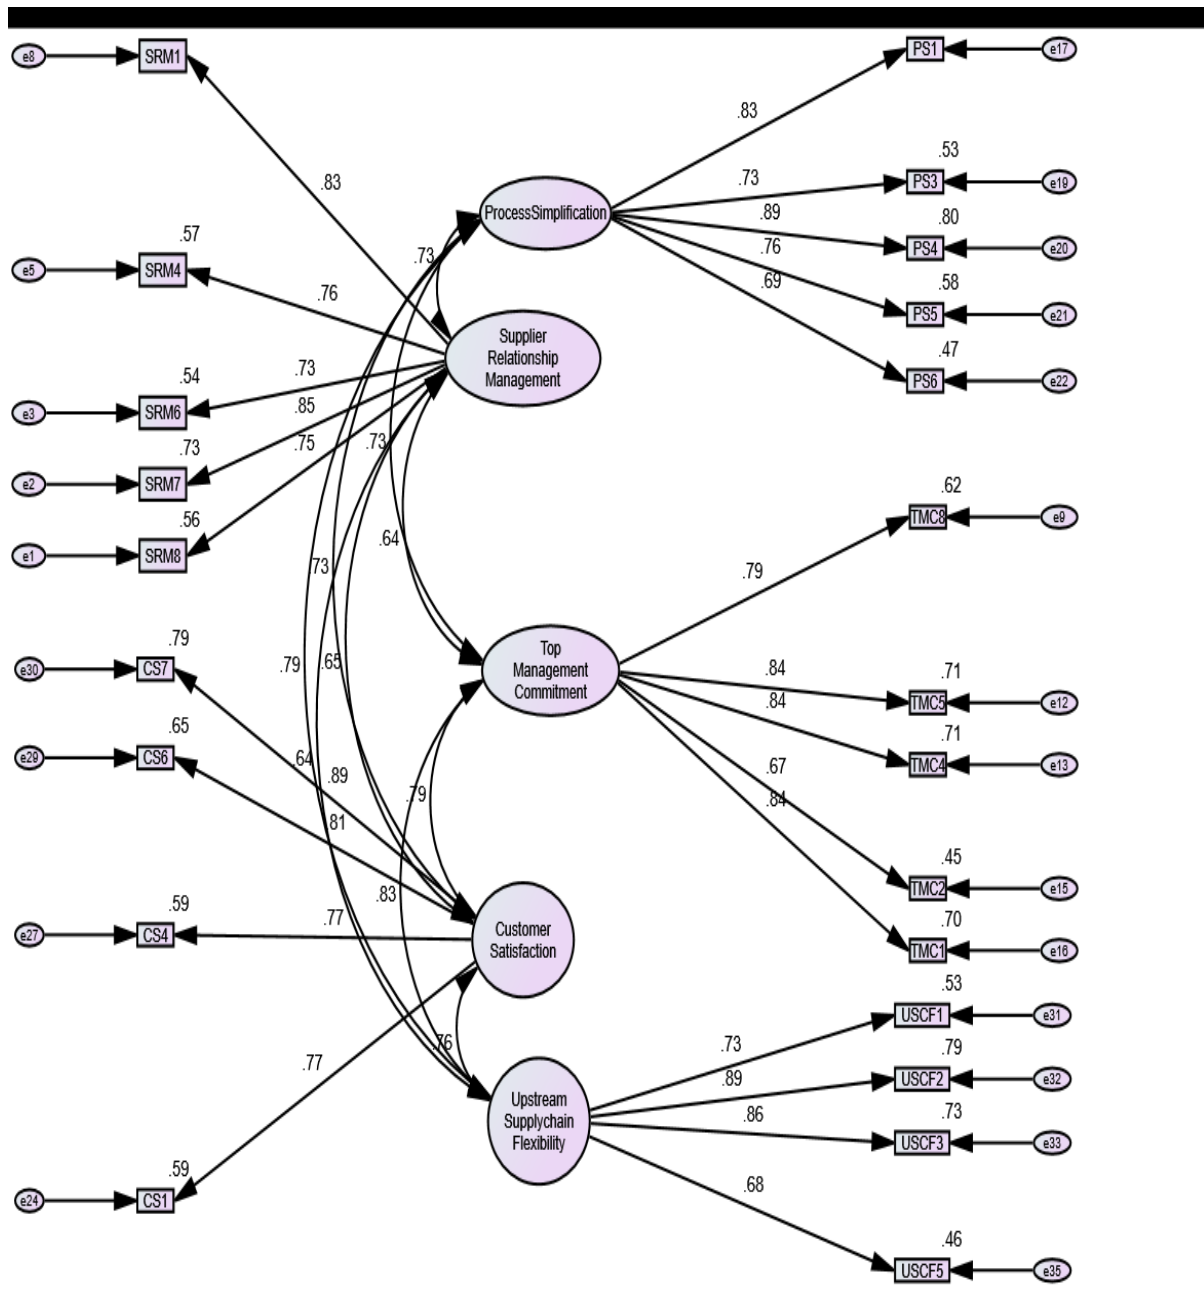 e8
SRM1
PS1
e17
.83
.53
.73
PS3
e19
.83
ProcessSimplification
.89
.80
PS4
e20
.57
.76
e5
SRM4
.73
.69
.58
PS5
e21
.76
Supplier
Relationship
Management
.47
PS6
e22
.54
.73
e3
SRM6
.85
.73
.75
.73
e2
SRM7
.62
TMC8
e9
.56
e1
SRM8
.64
.73
.79
.79
.79
.65
Top
Management
Commitment
.84
.71
e30
CS7
TMC5
e12
.84
.65
.71
e29
CS6
.64
.89
.79
.67
TMC4
e13
.84
.81
.45
.83
TMC2
e15
.59
.77
e27
CS4
Customer
Satisfaction
.70
TMC1
e16
.53
USCF1
e31
.76
.77
.73
.79
.89
USCF2
e32
Upstream
Supplychain
Flexibility
.86
.73
USCF3
e33
.59
e24
CS1
.68
.46
USCF5
e35